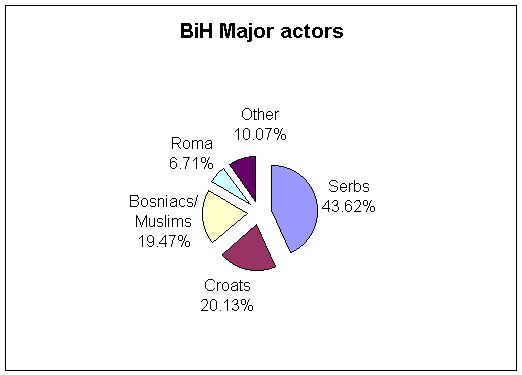 BiH Major actors
Other
10.07%
Roma
6.71%
Serbs
43.62%
Bosniacs/
Muslims
19.47%
Croats
20.13%